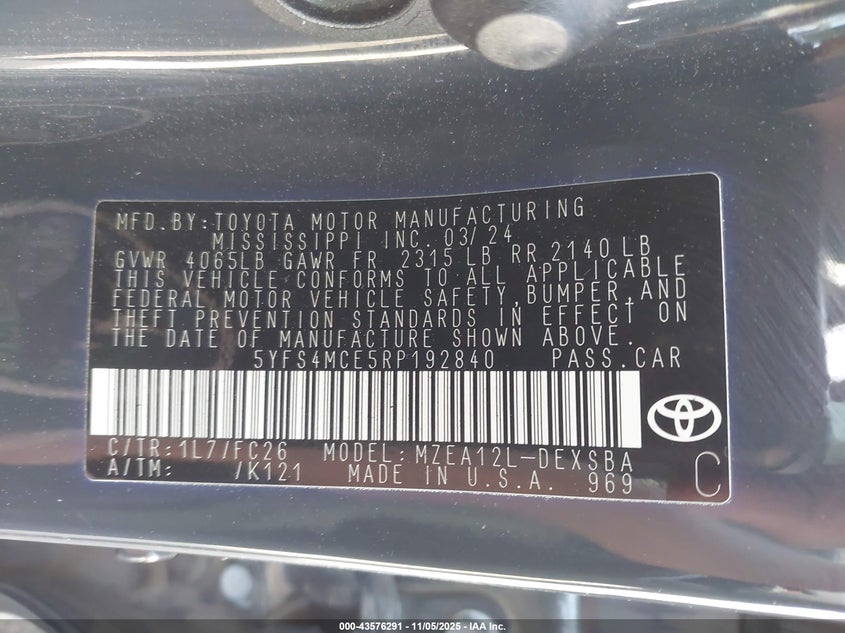 MFD.BY:TOYOTA MOTOR MANUFACTURING
MISSISSIPPI INC. 03/24
GVWR 4065LB GAWR FR 2315 LB RR 2140 LB
THIS VEHICLE CONFORMS TO ALL APPLICABLE
FEDERAL MOTOR VEHICLE SAFETY,BUMPER,AND
THEFT PREVENTION STANDARDS IN EFFECT ON
THE DATE OF MANUFACTURE SHOWN ABOVE.
5YFS4MCE5RP192840 PASS.CAR
C/TR:1L7/FC26 MODEL:MZEA12L-DEXSBA
A/TM: /K121 MADE IN U.S.A. 969 C
000-43576291 - 11/05/2025 - IAA Inc.